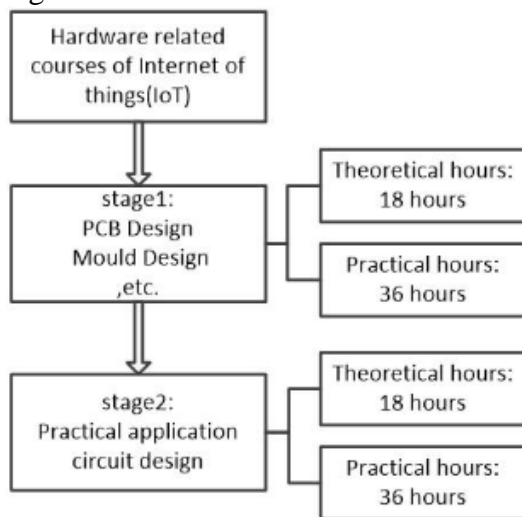 Hardware related
courses of Internet of
things(IoT)
stage1:
PCB Design
Mould Design
,etc.
Theoretical hours:
18 hours
Practical hours:
36 hours
stage2:
Practical application
circuit design
Theoretical hours:
18 hours
Practical hours:
36 hours